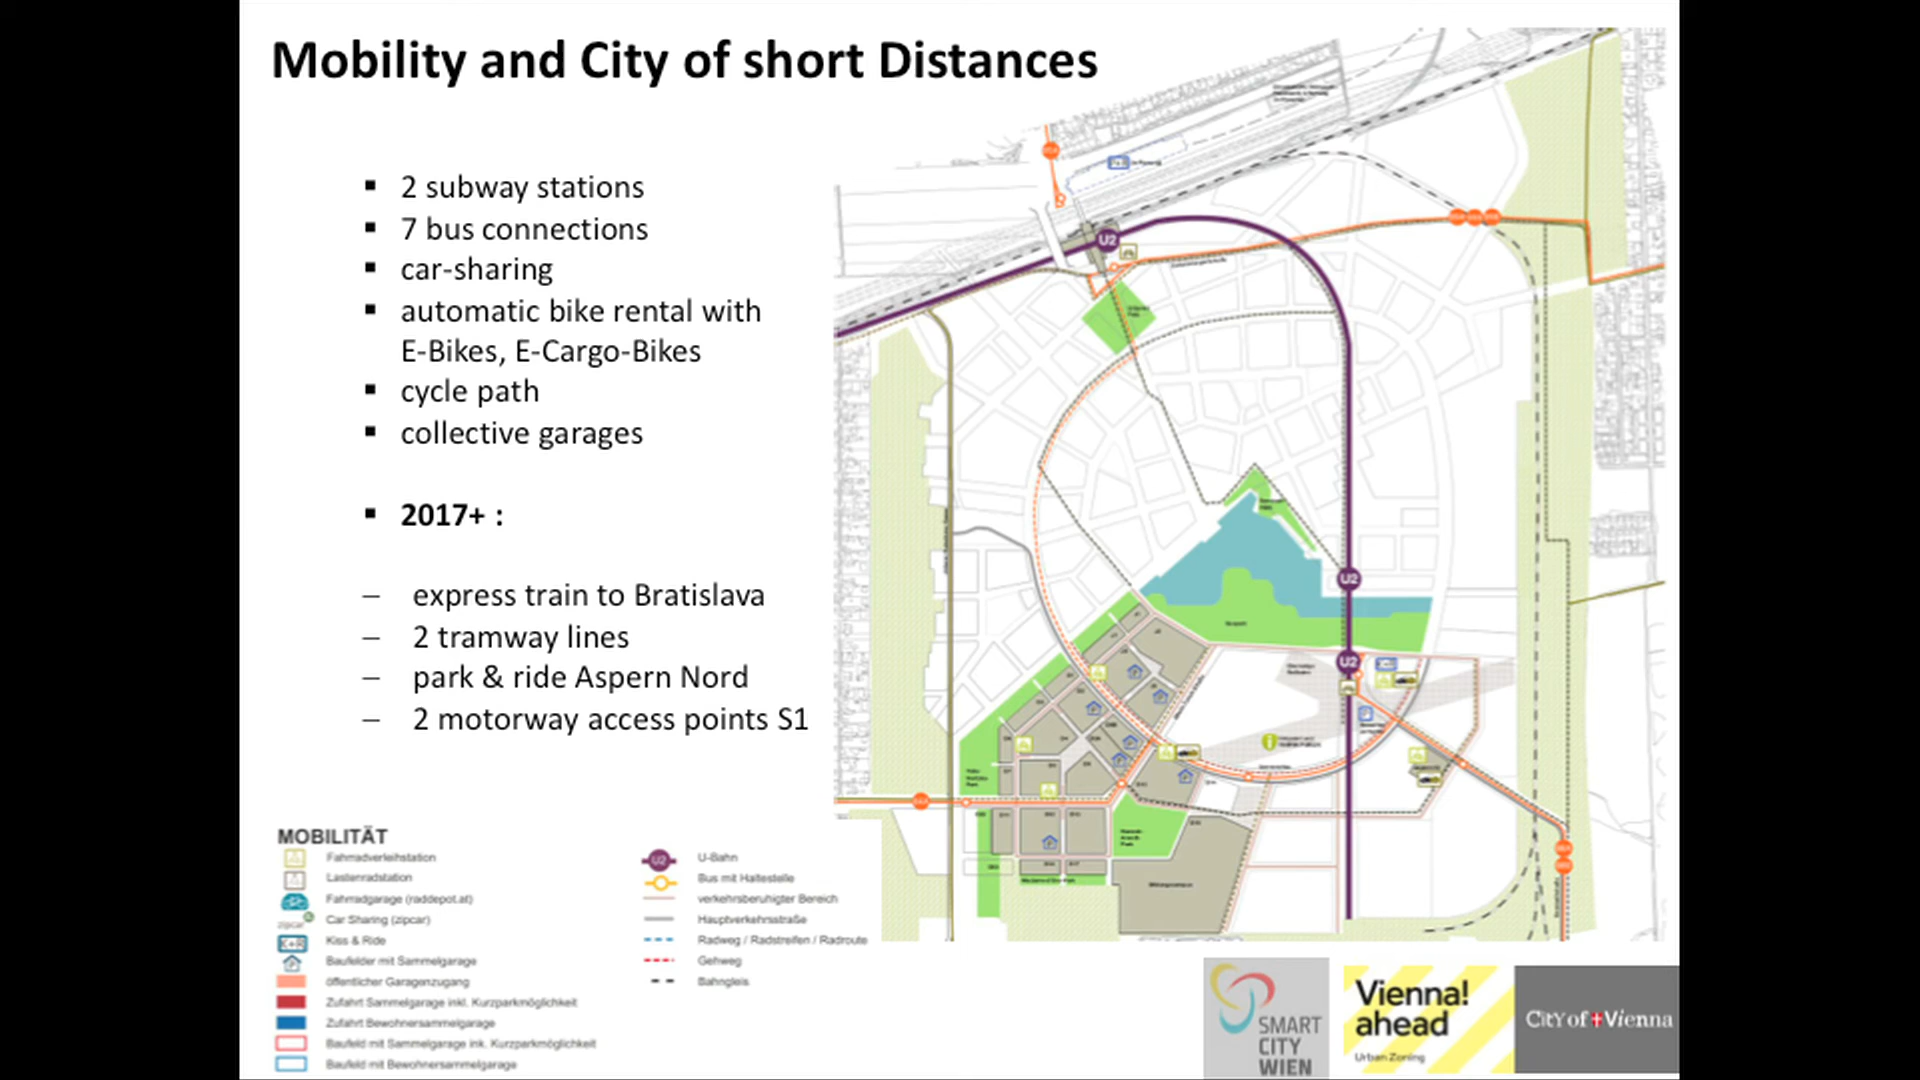 Mobility and City of short Distances
▪ 2 subway stations
▪ 7 bus connections
▪ car-sharing
▪ automatic bike rental with
E-Bikes, E-Cargo-Bikes
▪ cycle path
▪ collective garages
▪ 2017+ :
– express train to Bratislava
– 2 tramway lines
– park & ride Aspern Nord
– 2 motorway access points S1
U2
U2
U2
MOBILITÄT
Fahrradverleihstation
Lastenradstation
Fahrradgarage (raddepot.at)
zipcar Car Sharing (zipcar)
K+R Kiss & Ride
Baufelder mit Sammelgarage
öffentlicher Garagenzugang
Zufahrt Sammelgarage inkl. Kurzparkmöglichkeit
Zufahrt Bewohnersammelgarage
Baufeld mit Sammelgarage ink. Kurzparkmöglichkeit
Baufeld mit Bewohnersammelgarage
U2 U-Bahn
Bus mit Haltestelle
verkehrsberuhigter Bereich
Hauptverkehrsstraße
Radweg / Radstreifen / Radroute
Gehweg
Bahngleis
SMART
CITY
WIEN
Vienna!
ahead
Urban Zoning
City of Vienna